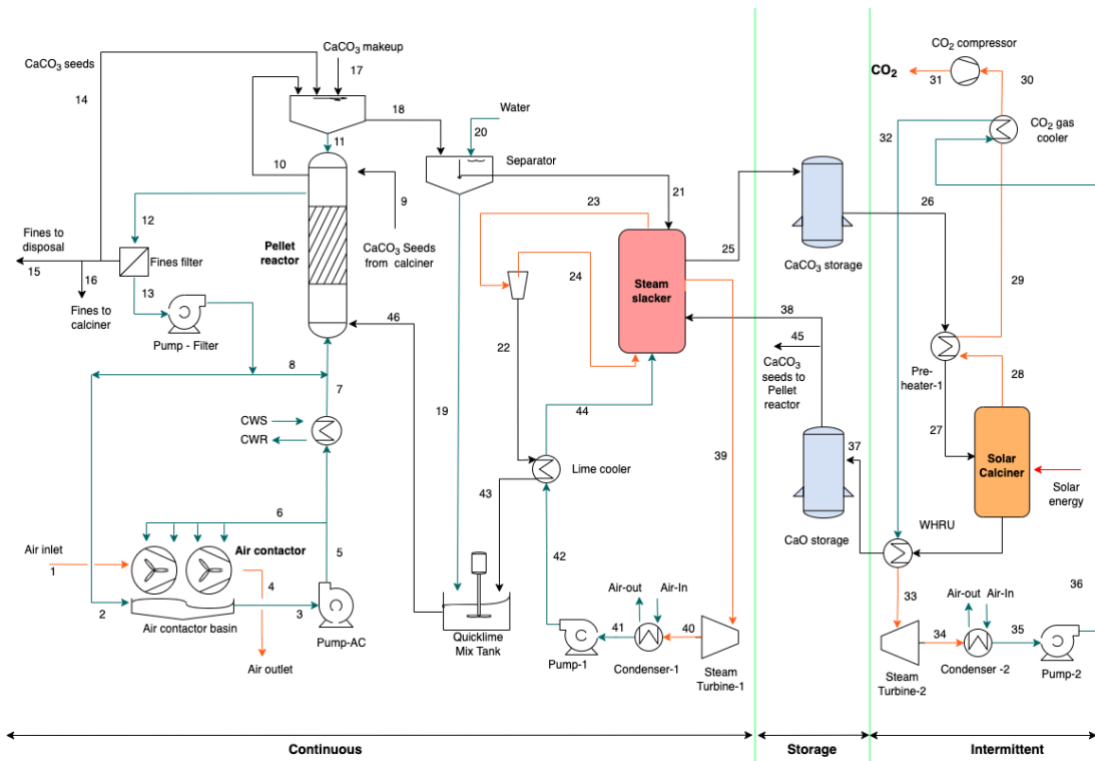 CaCO3 makeup
17
CaCO3 seeds
14
18
Water
20
Separator
11
10
9
CaCO3 Seeds
from calciner
12
Fines to
disposal
15
16
Fines filter
Fines to
calciner
13
Pump - Filter
Pellet
reactor
46
8
7
CWS
CWR
6
5
Air inlet
1
Air contactor
4
2
3
Air contactor basin
Pump-AC
Air outlet
19
Quicklime
Mix Tank
21
23
24
22
Steam
slacker
44
Lime cooler
43
42
Pump-1
41
Air-out
Air-In
Condenser-1
40
Steam
Turbine-1
39
25
CaCO3 storage
38
45
CaCO3
seeds to
Pellet
reactor
37
CaO storage
CO2 compressor
CO2
31
30
32
CO2 gas
cooler
26
29
Pre-
heater-1
28
27
Solar
Calciner
Solar
energy
WHRU
33
Steam
Turbine-2
34
Air-out
Air-In
Condenser -2
35
36
Pump-2
Continuous
Storage
Intermittent